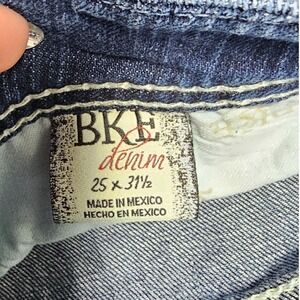 BKE
denim
25 x 31½
MADE IN MEXICO
HECHO EN MEXICO